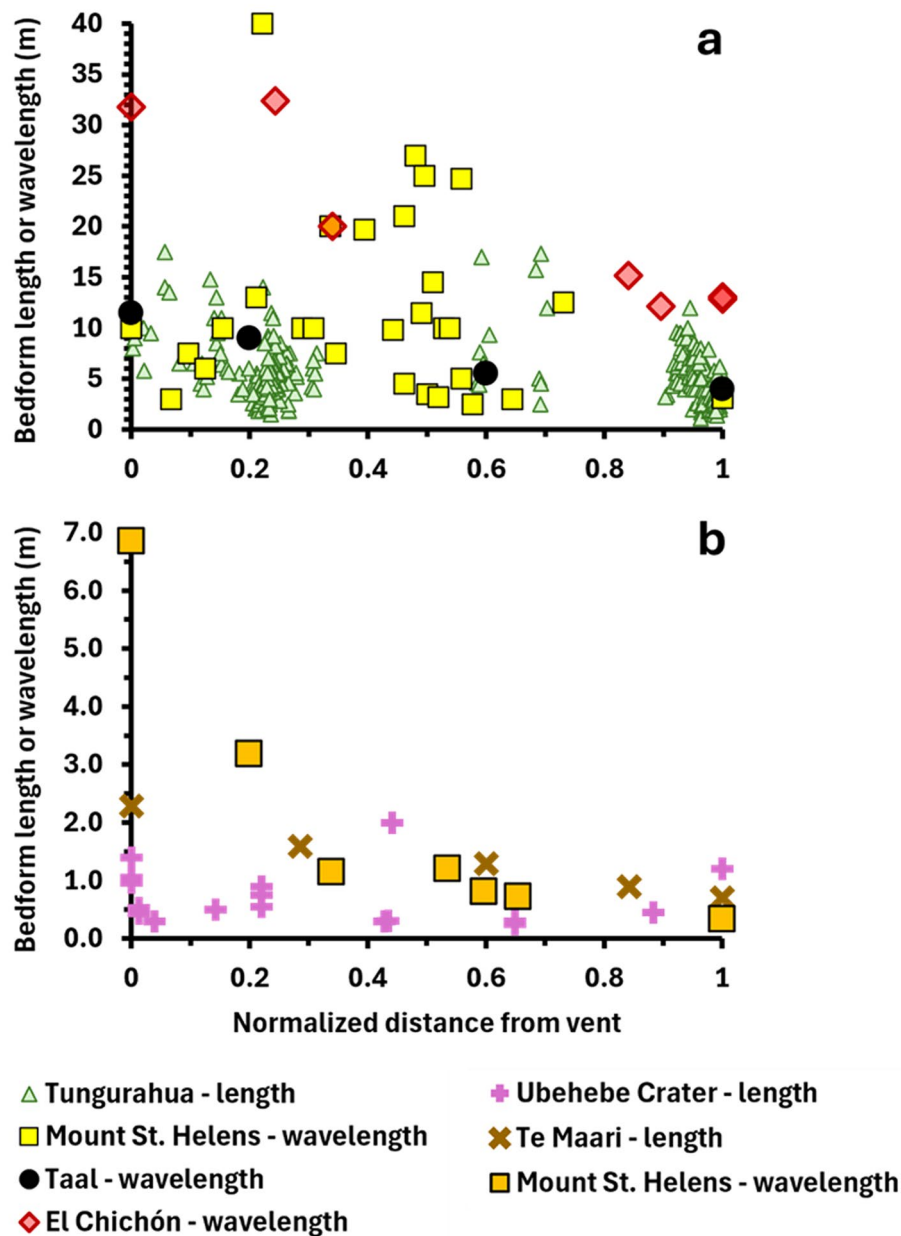 a
Bedform length or wavelength (m)
40
35
30
25
20
15
10
5
0
0 0.2 0.4 0.6 0.8 1
b
Bedform length or wavelength (m)
7.0
6.0
5.0
4.0
3.0
2.0
1.0
0.0
0 0.2 0.4 0.6 0.8 1
Normalized distance from vent
Tungurahua - length
Mount St. Helens - wavelength
Taal - wavelength
El Chichón - wavelength
Ubehebe Crater - length
Te Maari - length
Mount St. Helens - wavelength